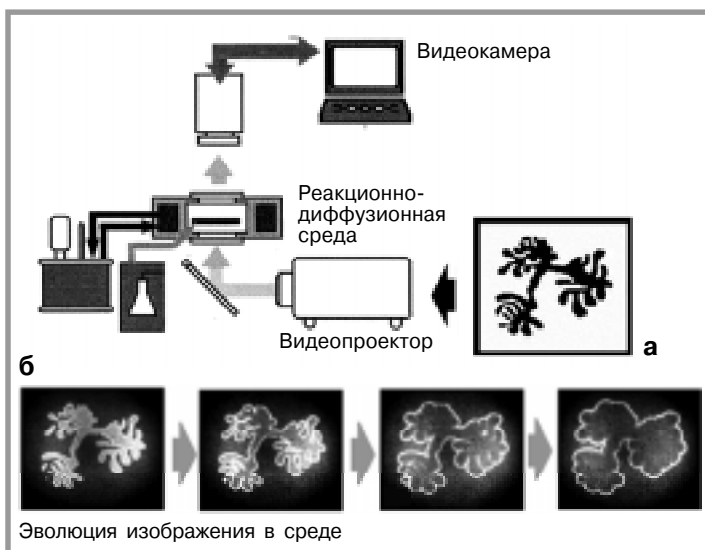 Видеокамера
Реакционно-
диффузионная
среда
Видеопроектор
а
б
Эволюция изображения в среде